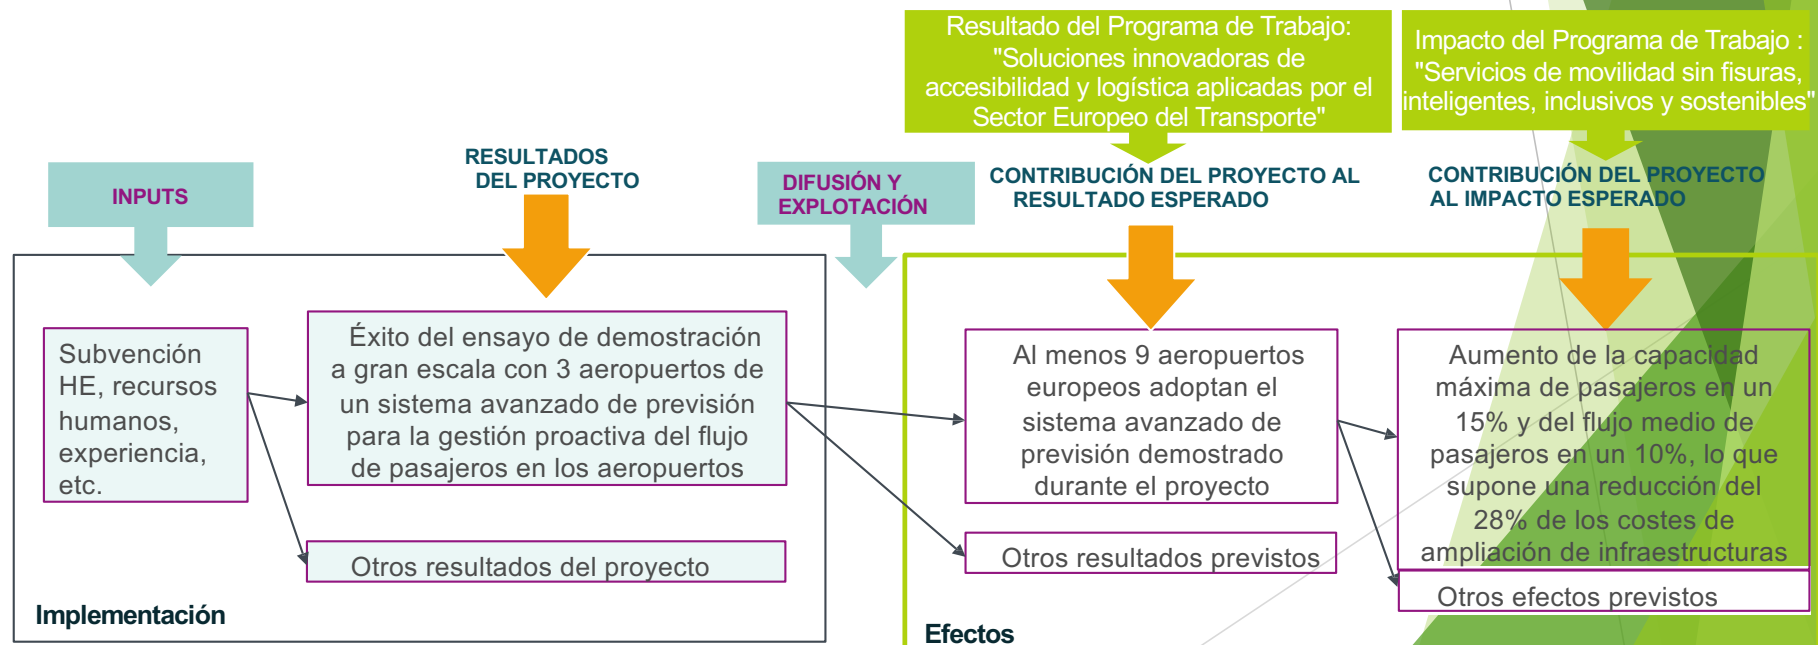 Resultado del Programa de Trabajo:
"Soluciones innovadoras de
accesibilidad y logística aplicadas por el
Sector Europeo del Transporte"
Impacto del Programa de Trabajo :
"Servicios de movilidad sin fisuras,
inteligentes, inclusivos y sostenibles"
INPUTS
RESULTADOS
DEL PROYECTO
DIFUSIÓN Y
EXPLOTACIÓN
CONTRIBUCIÓN DEL PROYECTO AL
RESULTADO ESPERADO
CONTRIBUCIÓN DEL PROYECTO
AL IMPACTO ESPERADO
Subvención
HE, recursos
humanos,
experiencia,
etc.
Éxito del ensayo de demostración
a gran escala con 3 aeropuertos de
un sistema avanzado de previsión
para la gestión proactiva del flujo
de pasajeros en los aeropuertos
Otros resultados del proyecto
Implementación
Al menos 9 aeropuertos
europeos adoptan el
sistema avanzado de
previsión demostrado
durante el proyecto
Otros resultados previstos
Aumento de la capacidad
máxima de pasajeros en un
15% y del flujo medio de
pasajeros en un 10%, lo que
supone una reducción del
28% de los costes de
ampliación de infraestructuras
Otros efectos previstos
Efectos